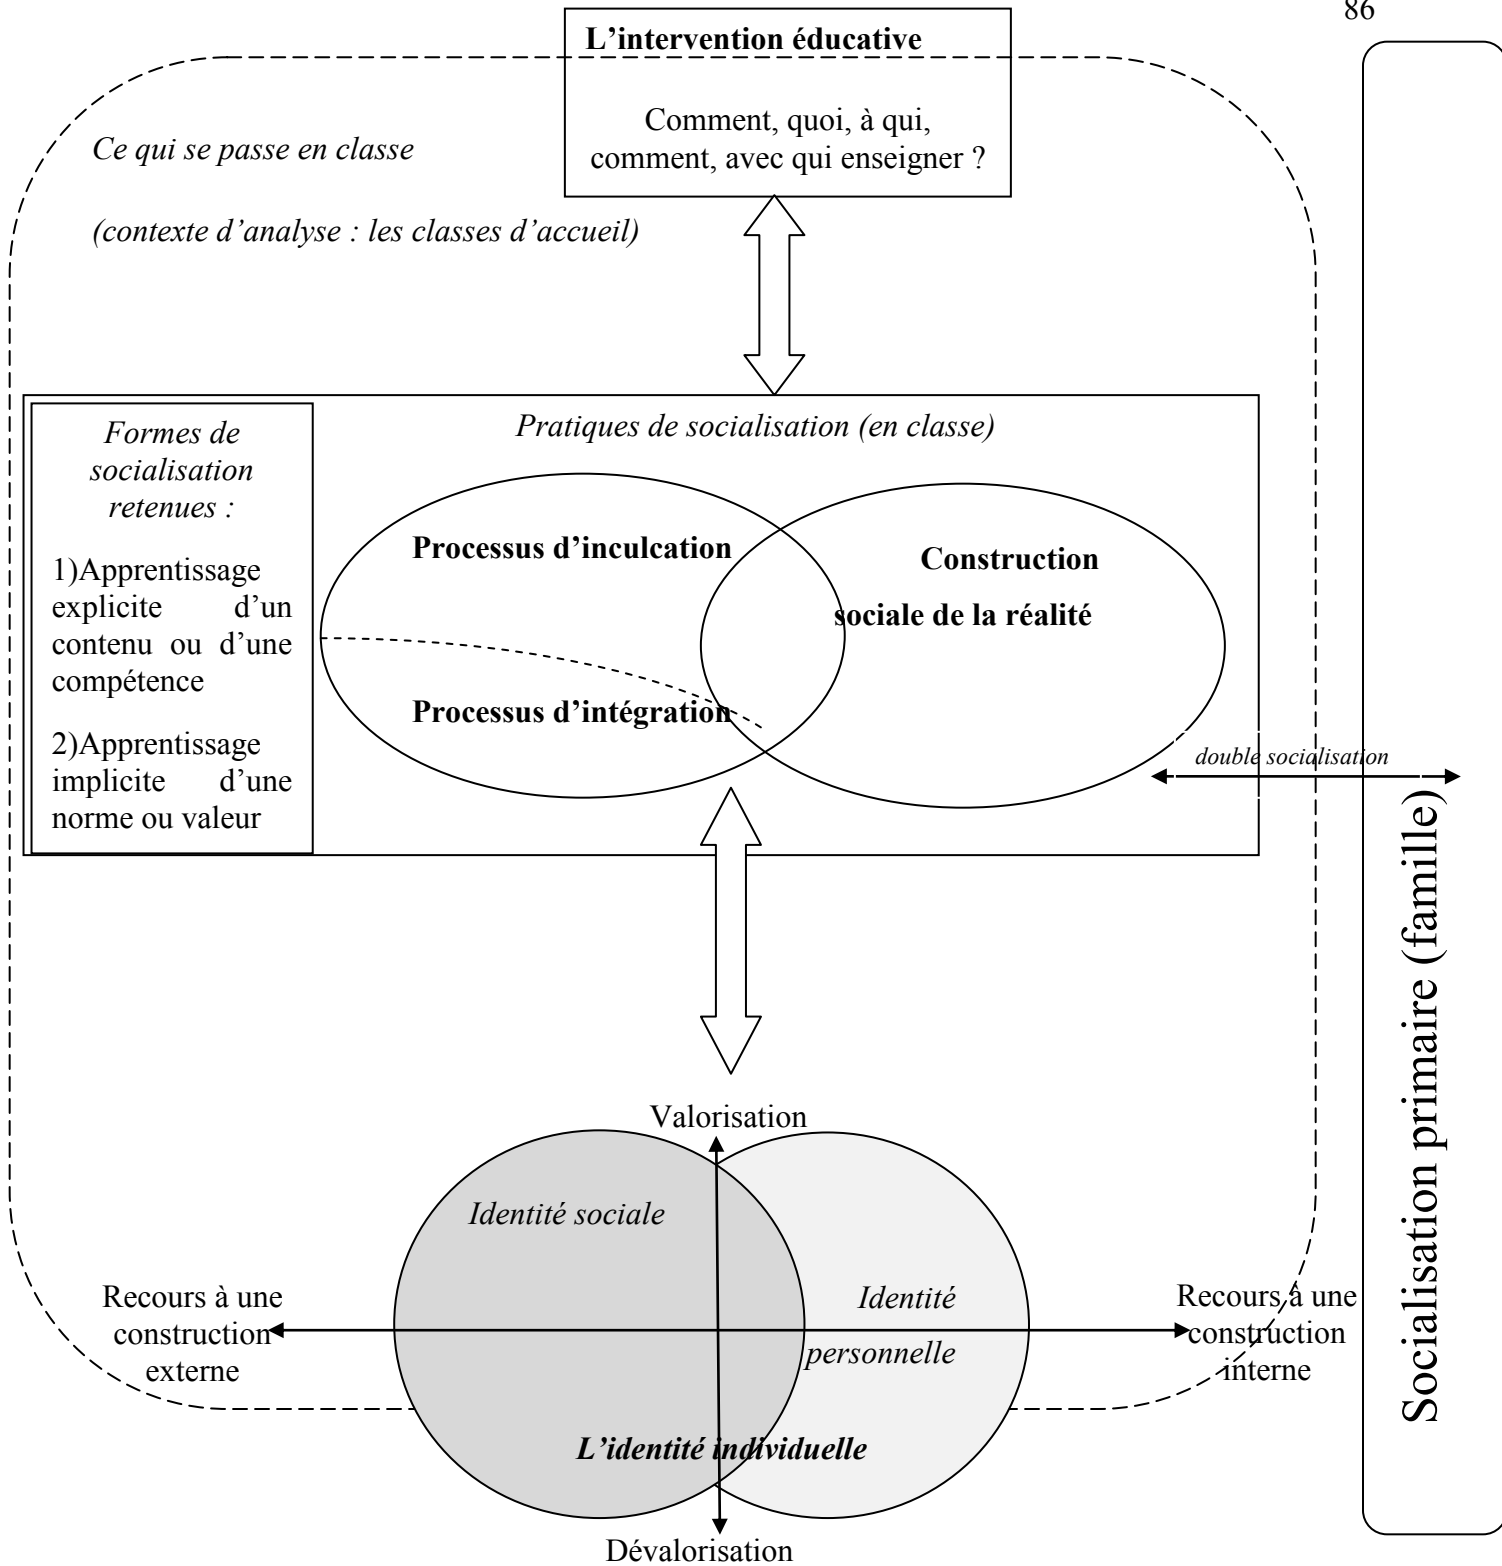 86
L’intervention éducative
Comment, quoi, à qui,
comment, avec qui enseigner ?
Ce qui se passe en classe
(contexte d’analyse : les classes d’accueil)
Formes de
socialisation
retenues :
1)Apprentissage
explicite d’un
contenu ou d’une
compétence
2)Apprentissage
implicite d’une
norme ou valeur
Pratiques de socialisation (en classe)
Processus d’inculcation
Processus d’intégration
Construction
sociale de la réalité
double socialisation
Socialisation primaire (famille)
Valorisation
Identité sociale
Identité
personnelle
Recours à une
construction
externe
Recours à une
construction
interne
L’identité individuelle
Dévalorisation